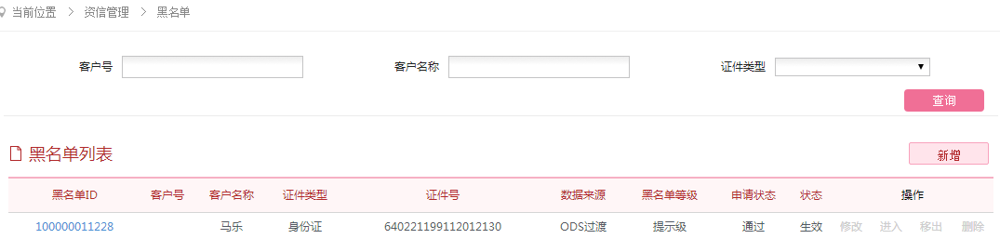 当前位置 > 资信管理 > 黑名单
客户号 客户名称 证件类型
查询
黑名单列表 新增
黑名单ID 客户号 客户名称 证件类型 证件号 数据来源 黑名单等级 申请状态 状态 操作
100000011228 马乐 身份证 640221199112012130 ODS过渡 提示级 通过 生效 修改 进入 移出 删除